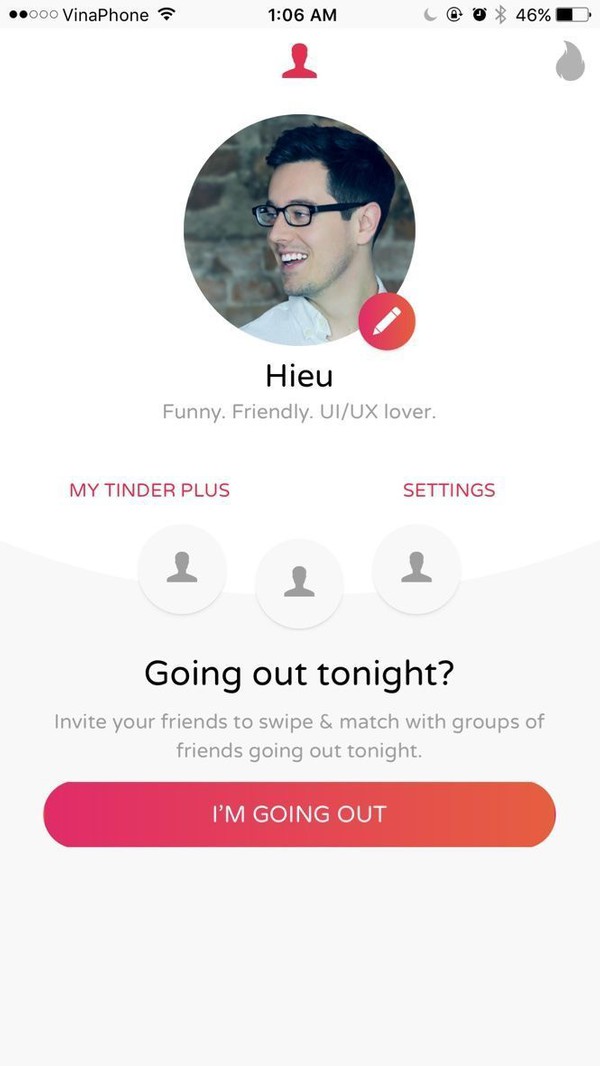 VinaPhone 1:06 AM 46%
Hieu
Funny. Friendly. UI/UX lover.
MY TINDER PLUS SETTINGS
Going out tonight?
Invite your friends to swipe & match with groups of
friends going out tonight.
I’M GOING OUT